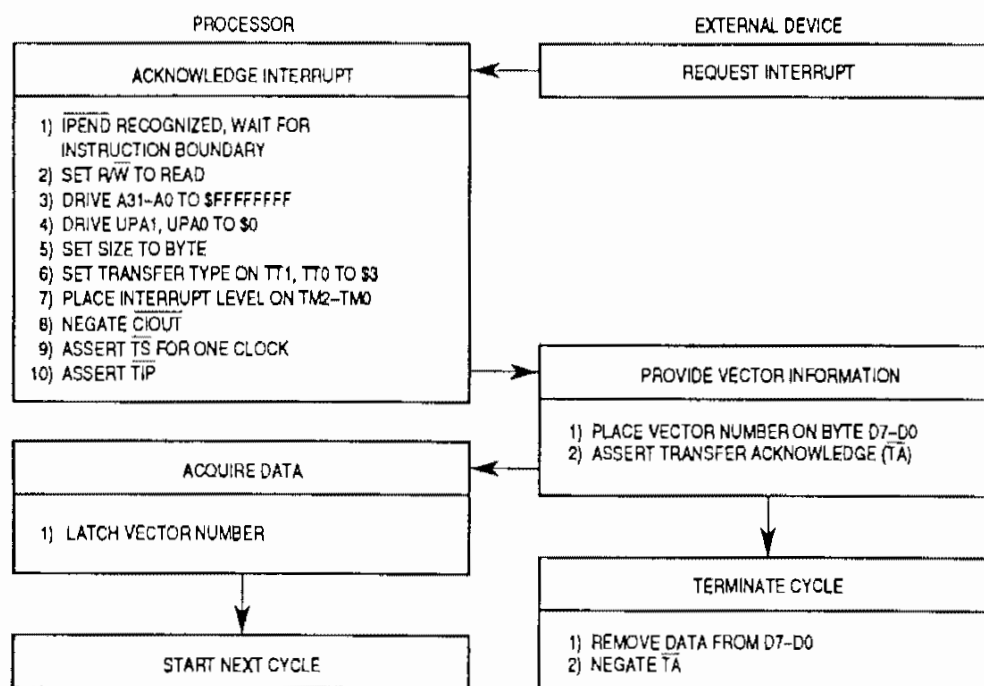 PROCESSOR
EXTERNAL DEVICE
ACKNOWLEDGE INTERRUPT
REQUEST INTERRUPT
1) IPEND RECOGNIZED, WAIT FOR
INSTRUCTION BOUNDARY
2) SET R/W TO READ
3) DRIVE A31–A0 TO $FFFFFFFF
4) DRIVE UPA1, UPA0 TO $0
5) SET SIZE TO BYTE
6) SET TRANSFER TYPE ON TT1, TT0 TO $3
7) PLACE INTERRUPT LEVEL ON TM2–TM0
8) NEGATE CIOUT
9) ASSERT TS FOR ONE CLOCK
10) ASSERT TIP
PROVIDE VECTOR INFORMATION
1) PLACE VECTOR NUMBER ON BYTE D7–D0
2) ASSERT TRANSFER ACKNOWLEDGE (TA)
ACQUIRE DATA
1) LATCH VECTOR NUMBER
TERMINATE CYCLE
1) REMOVE DATA FROM D7–D0
2) NEGATE TA
START NEXT CYCLE